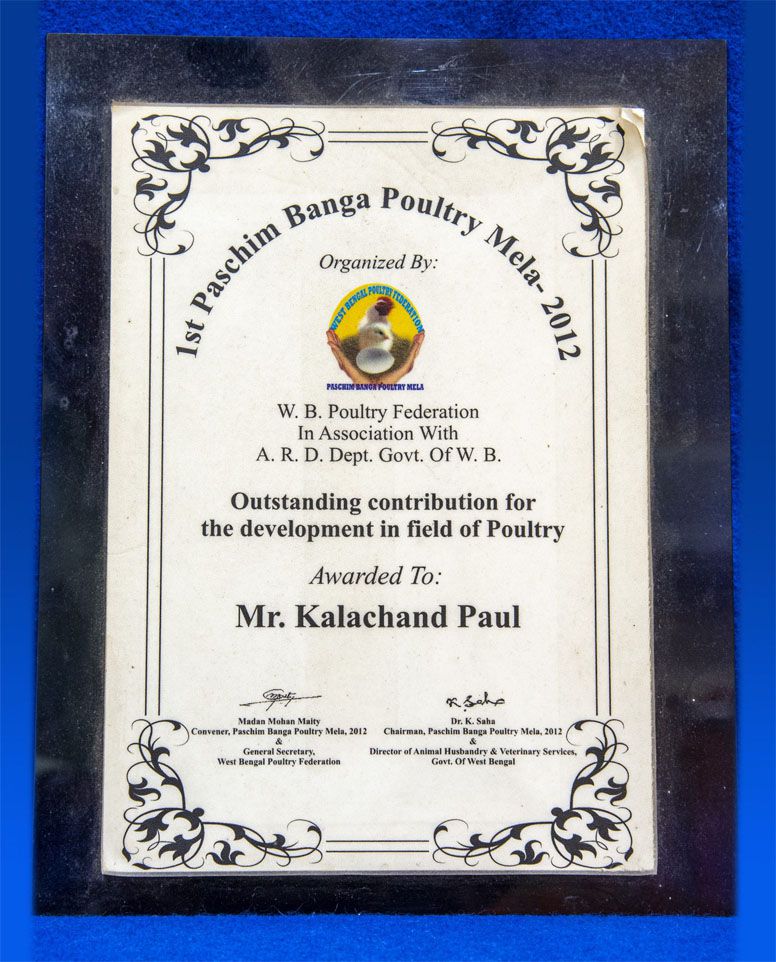 1st Paschim Banga Poultry Mela- 2012
Organized By:
WEST BENGAL POULTRY FEDERATION
PASCHIM BANGA POULTRY MELA
W. B. Poultry Federation
In Association With
A. R. D. Dept. Govt. Of W. B.
Outstanding contribution for
the development in field of Poultry
Awarded To:
Mr. Kalachand Paul
K. Saha
Madan Mohan Maity
Convener, Paschim Banga Poultry Mela, 2012
&
General Secretary,
West Bengal Poultry Federation
Dr. K. Saha
Chairman, Paschim Banga Poultry Mela, 2012
&
Director of Animal Husbandry & Veterinary Services,
Govt. Of West Bengal